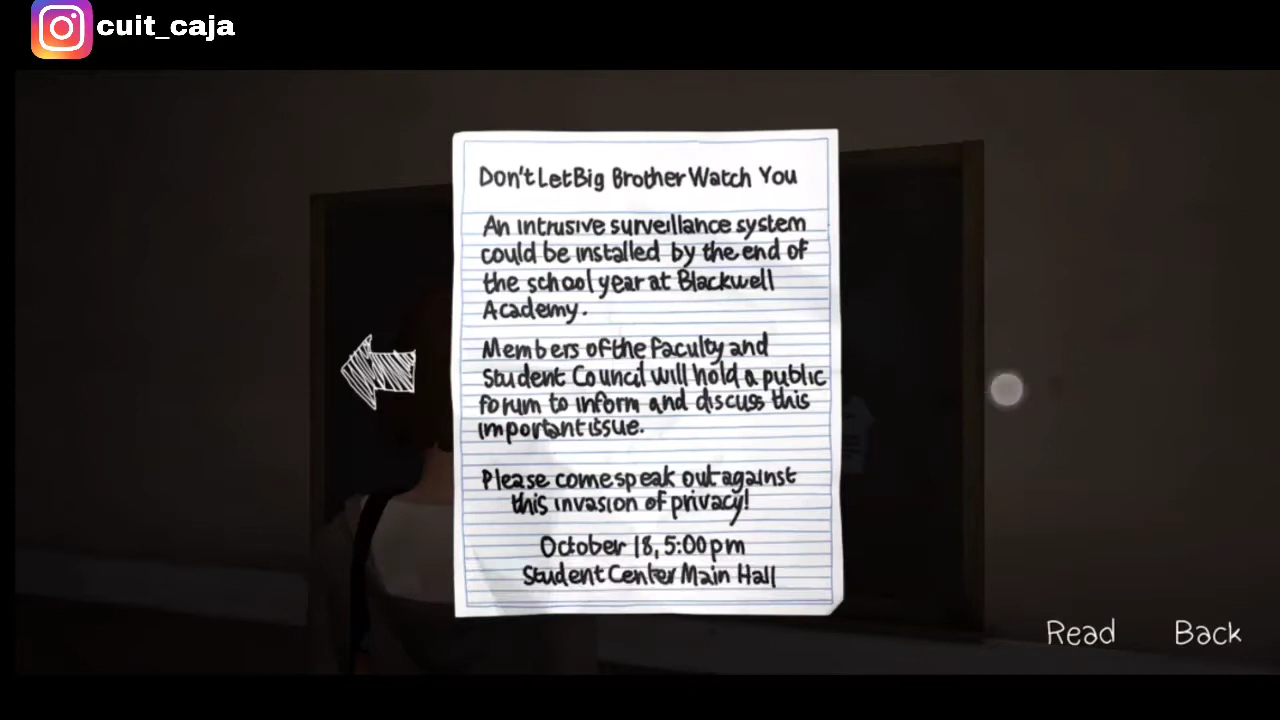 cuit_caja
Don't Let Big Brother Watch You
An intrusive surveillance system
could be installed by the end of
the school year at Blackwell
Academy.
Members of the faculty and
Student Council will hold a public
forum to inform and discuss this
important issue.
Please come speak out against
this invasion of privacy!
October 18, 5:00pm
Student Center Main Hall
Read Back